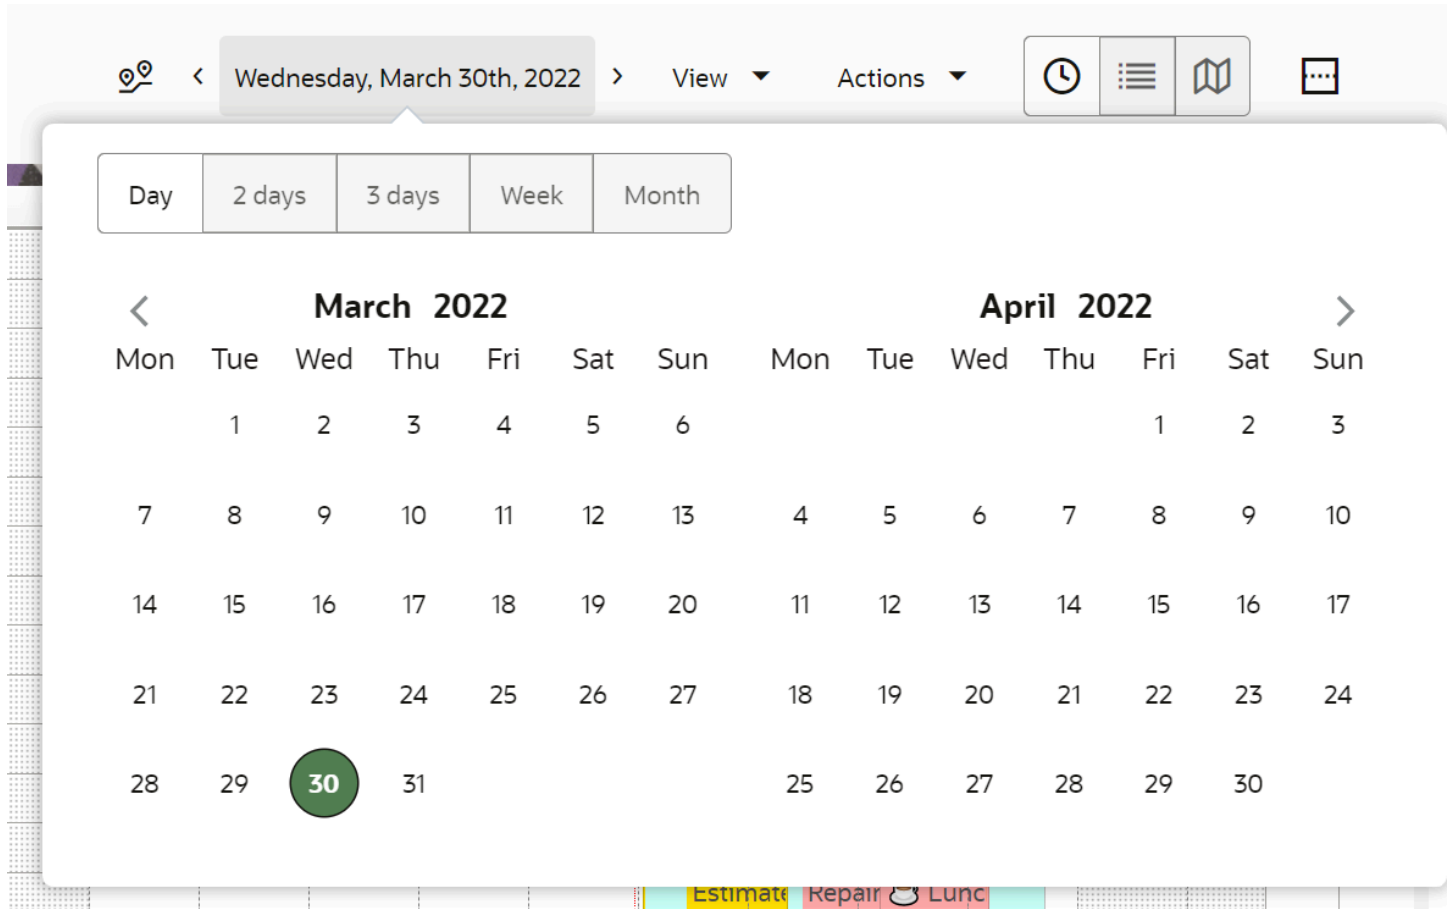 Wednesday, March 30th, 2022 View Actions
Day 2 days 3 days Week Month
March 2022 April 2022
Mon Tue Wed Thu Fri Sat Sun Mon Tue Wed Thu Fri Sat Sun
1 2 3 4 5 6 1 2 3
7 8 9 10 11 12 13 4 5 6 7 8 9 10
14 15 16 17 18 19 20 11 12 13 14 15 16 17
21 22 23 24 25 26 27 18 19 20 21 22 23 24
28 29 30 31 25 26 27 28 29 30
Estimate Repair Lunc